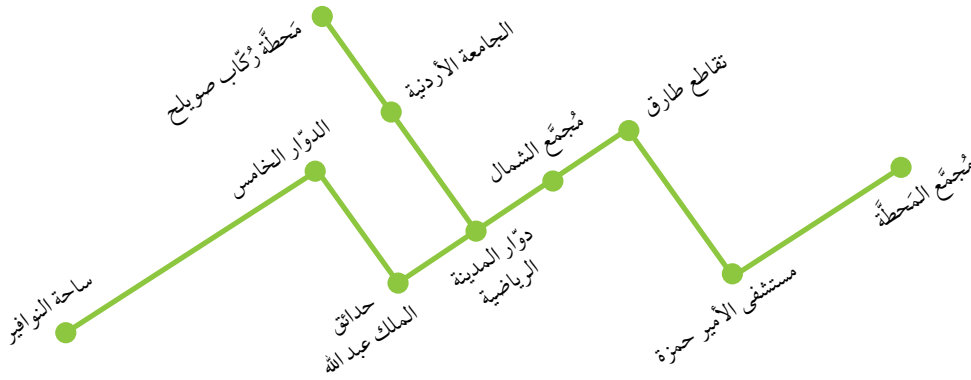 مَحطَّة رُكّاب صويلح
الجامعة الأردنية
تقاطع طارق
مُجمَّع الشمال
الدوّار الخامس
مُجمَّع المَحطَّة
دوّار المدينة
الرياضية
مستشفى الأمير حمزة
حدائق
الملك عبد الله
ساحة النوافير